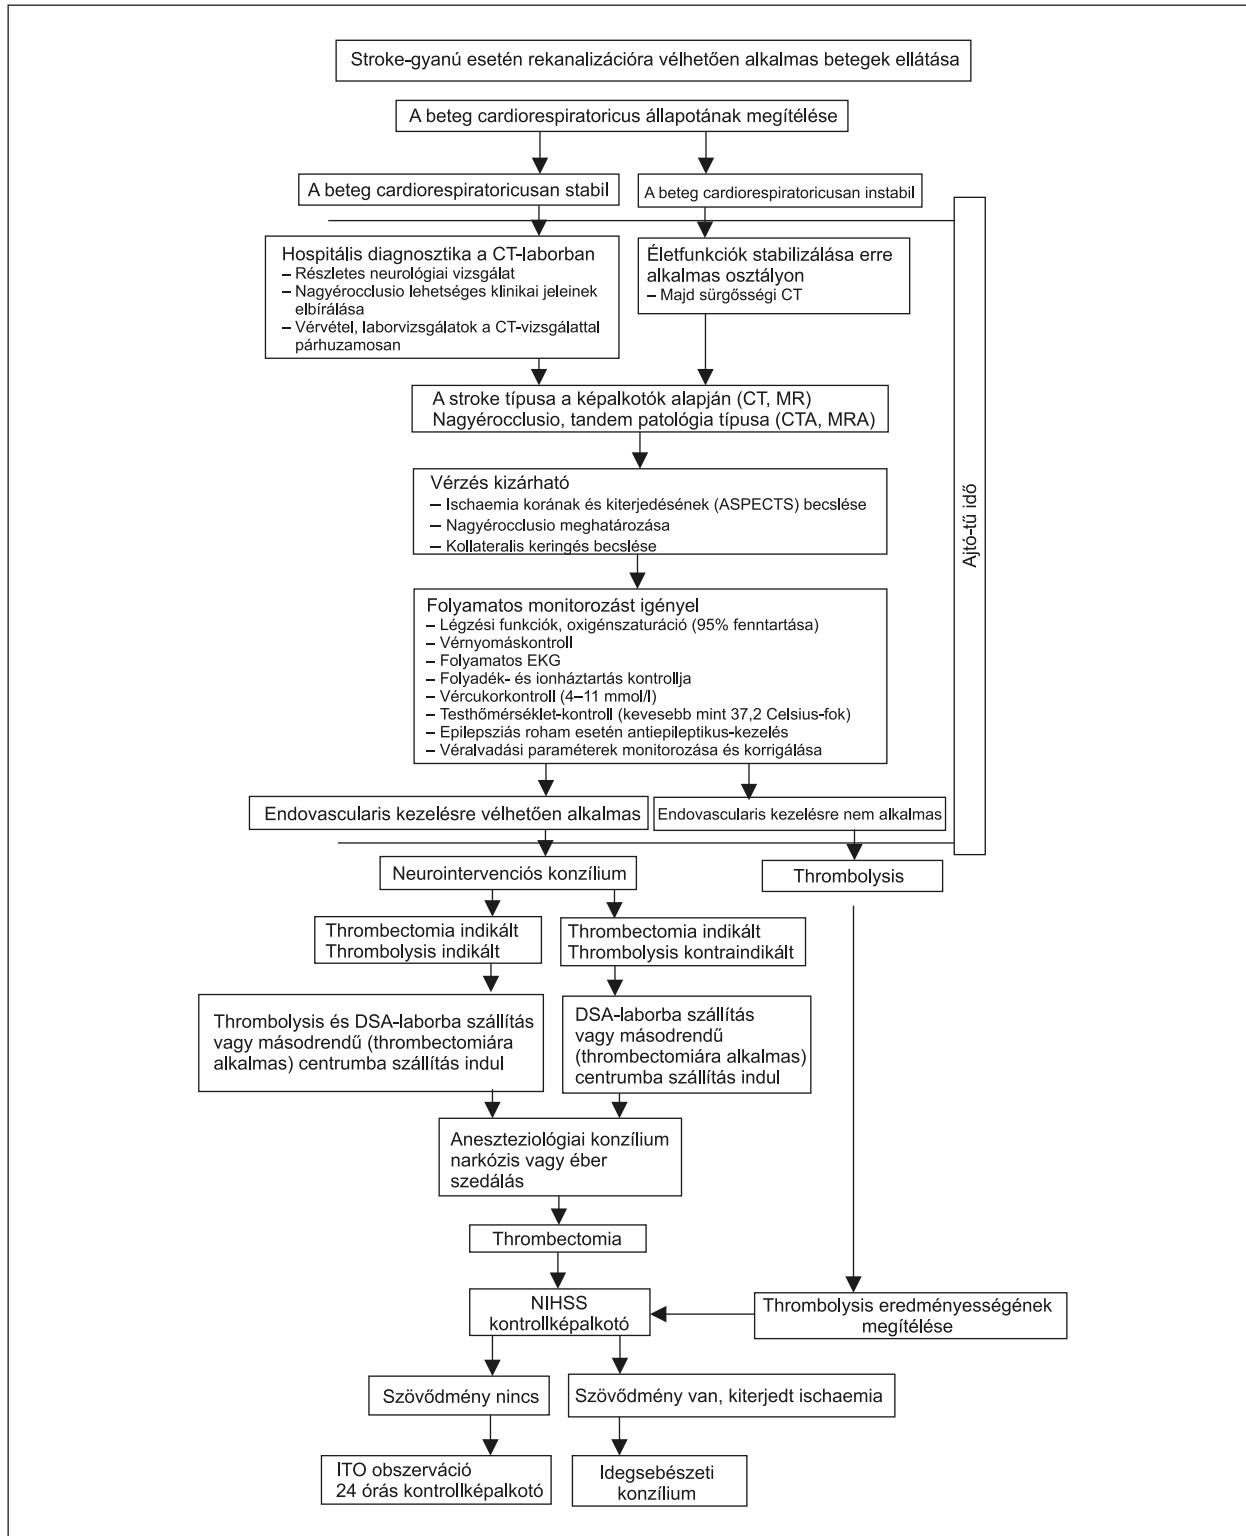 Stroke-gyanú esetén rekanalizációra vélhetően alkalmas betegek ellátása
A beteg cardiorespiratoricus állapotának megítélése
A beteg cardiorespiratoricusan stabil
A beteg cardiorespiratoricusan instabil
Hospitális diagnosztika a CT-laborban
– Részletes neurológiai vizsgálat
– Nagyérocclusio lehetséges klinikai jeleinek
elbírálása
– Vérvétel, laborvizsgálatok a CT-vizsgálattal
párhuzamosan
Életfunkciók stabilizálása erre
alkalmas osztályon
– Majd sürgősségi CT
A stroke típusa a képalkotók alapján (CT, MR)
Nagyérocclusio, tandem patológia típusa (CTA, MRA)
Vérzés kizárható
– Ischaemia korának és kiterjedésének (ASPECTS) becslése
– Nagyérocclusio meghatározása
– Kollateralis keringés becslése
Ajtó-tű idő
Folyamatos monitorozást igényel
– Légzési funkciók, oxigénszaturáció (95% fenntartása)
– Vérnyomáskontroll
– Folyamatos EKG
– Folyadék- és ionháztartás kontrollja
– Vércukorkontroll (4–11 mmol/l)
– Testhőmérséklet-kontroll (kevesebb mint 37,2 Celsius-fok)
– Epilepsziás roham esetén antiepileptikus-kezelés
– Véralvadási paraméterek monitorozása és korrigálása
Endovascularis kezelésre vélhetően alkalmas
Endovascularis kezelésre nem alkalmas
Neurointervenciós konzílium
Thrombolysis
Thrombectomia indikált
Thrombolysis indikált
Thrombectomia indikált
Thrombolysis kontraindikált
Thrombolysis és DSA-laborba szállítás
vagy másodrendű (thrombectomiára
alkalmas) centrumba szállítás indul
DSA-laborba szállítás
vagy másodrendű
(thrombectomiára alkalmas)
centrumba szállítás indul
Aneszteziológiai konzílium
narkózis vagy éber
szedálás
Thrombectomia
NIHSS
kontrollképalkotó
Thrombolysis eredményességének
megítélése
Szövődmény nincs
Szövődmény van, kiterjedt ischaemia
ITO obszerváció
24 órás kontrollképalkotó
Idegsebészeti
konzílium